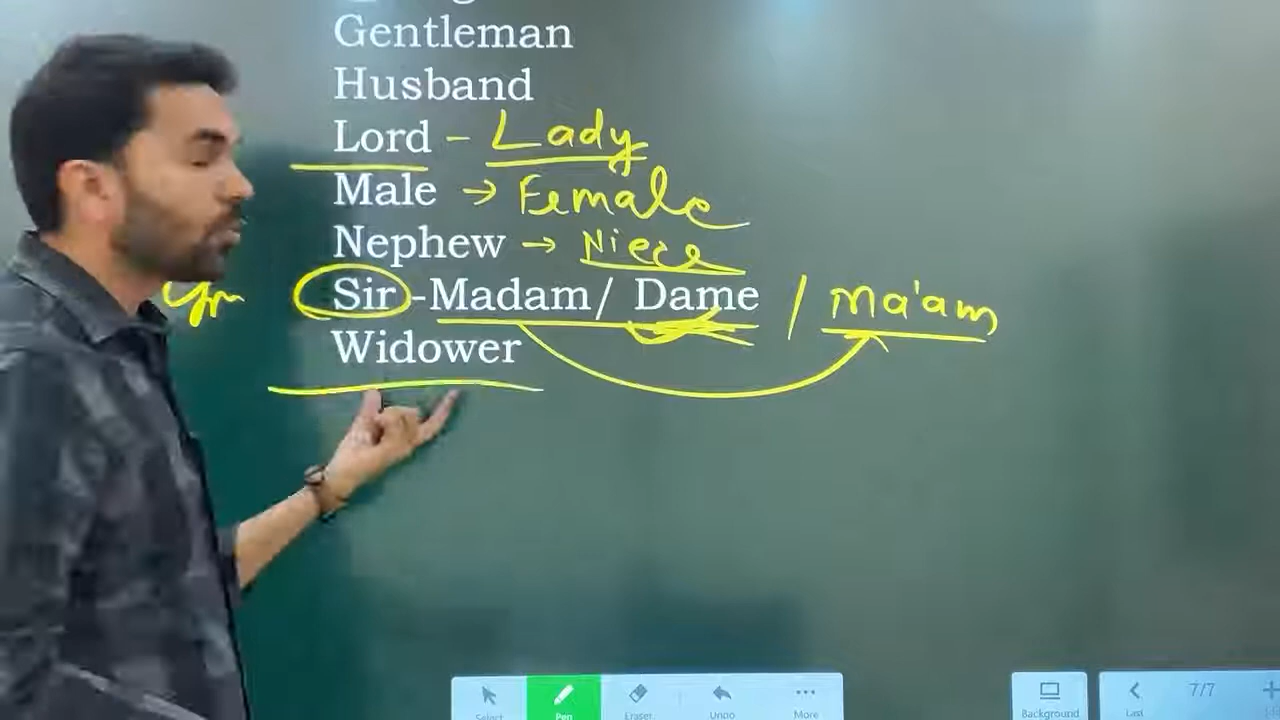 Gentleman
Husband
Lord - Lady
Male → Female
Nephew → Niece
Sir -Madam/ Dame / Ma'am
Widower
Select Pen Eraser Undo More
Background Last 7/7